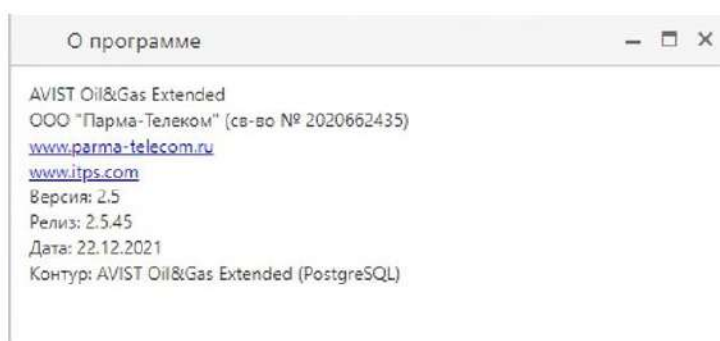 О программе
AVIST Oil&Gas Extended
ООО "Парма-Телеком" (св-во № 2020662435)
www.parma-telecom.ru
www.itps.com
Версия: 2.5
Релиз: 2.5.45
Дата: 22.12.2021
Контур: AVIST Oil&Gas Extended (PostgreSQL)